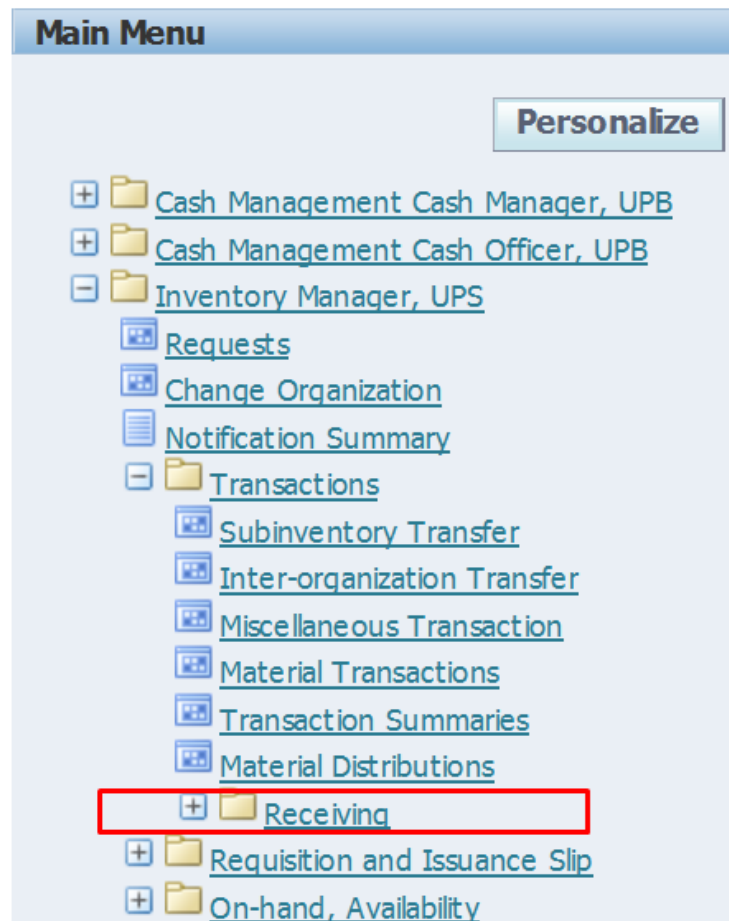 Main Menu
Personalize
Cash Management Cash Manager, UPB
Cash Management Cash Officer, UPB
Inventory Manager, UPS
Requests
Change Organization
Notification Summary
Transactions
Subinventory Transfer
Inter-organization Transfer
Miscellaneous Transaction
Material Transactions
Transaction Summaries
Material Distributions
Receiving
Requisition and Issuance Slip
On-hand, Availability